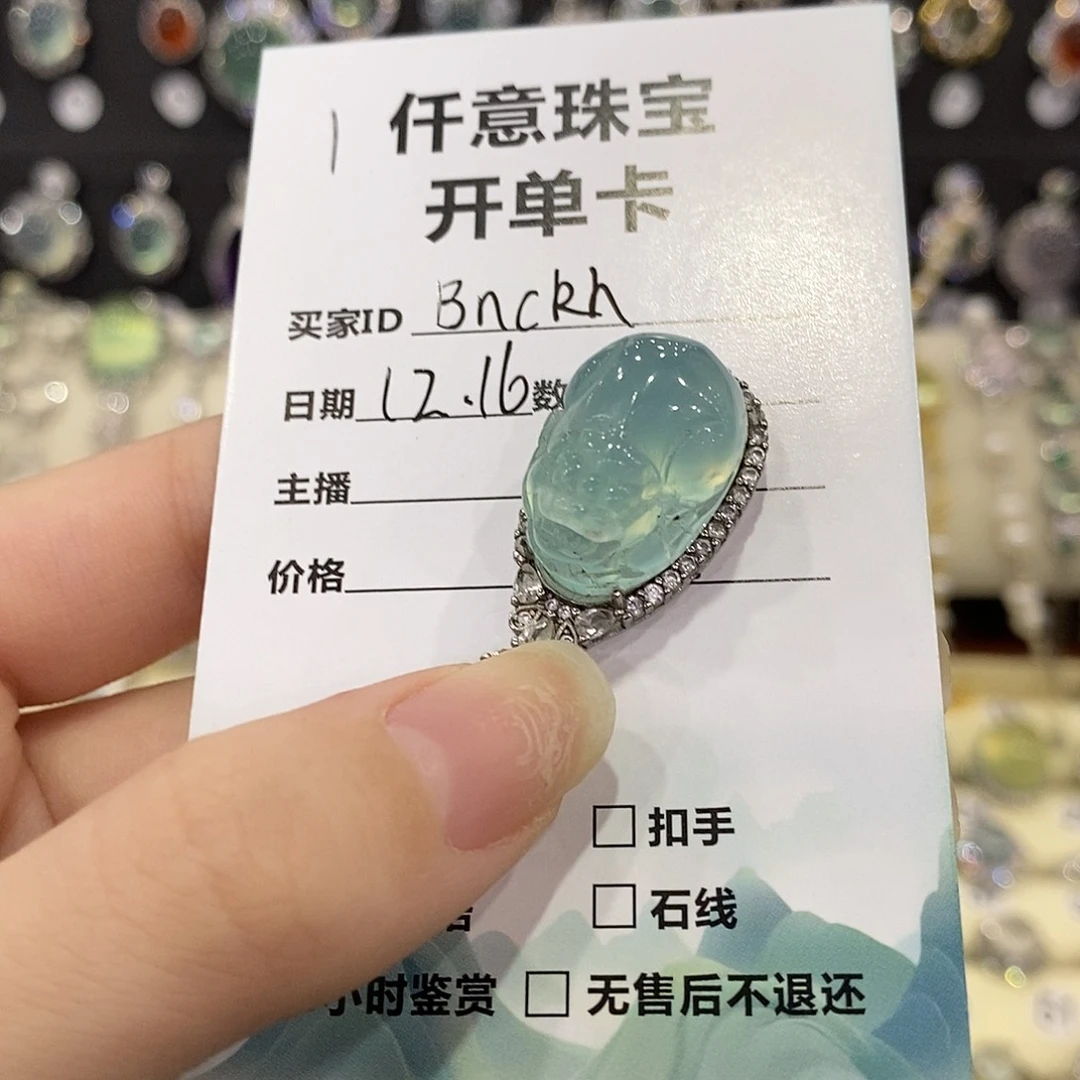 1
仟意珠宝
开单卡
买家ID Bnckh
日期 12.16 数
主播
价格
扣手
石线
小时鉴赏 无售后不退还